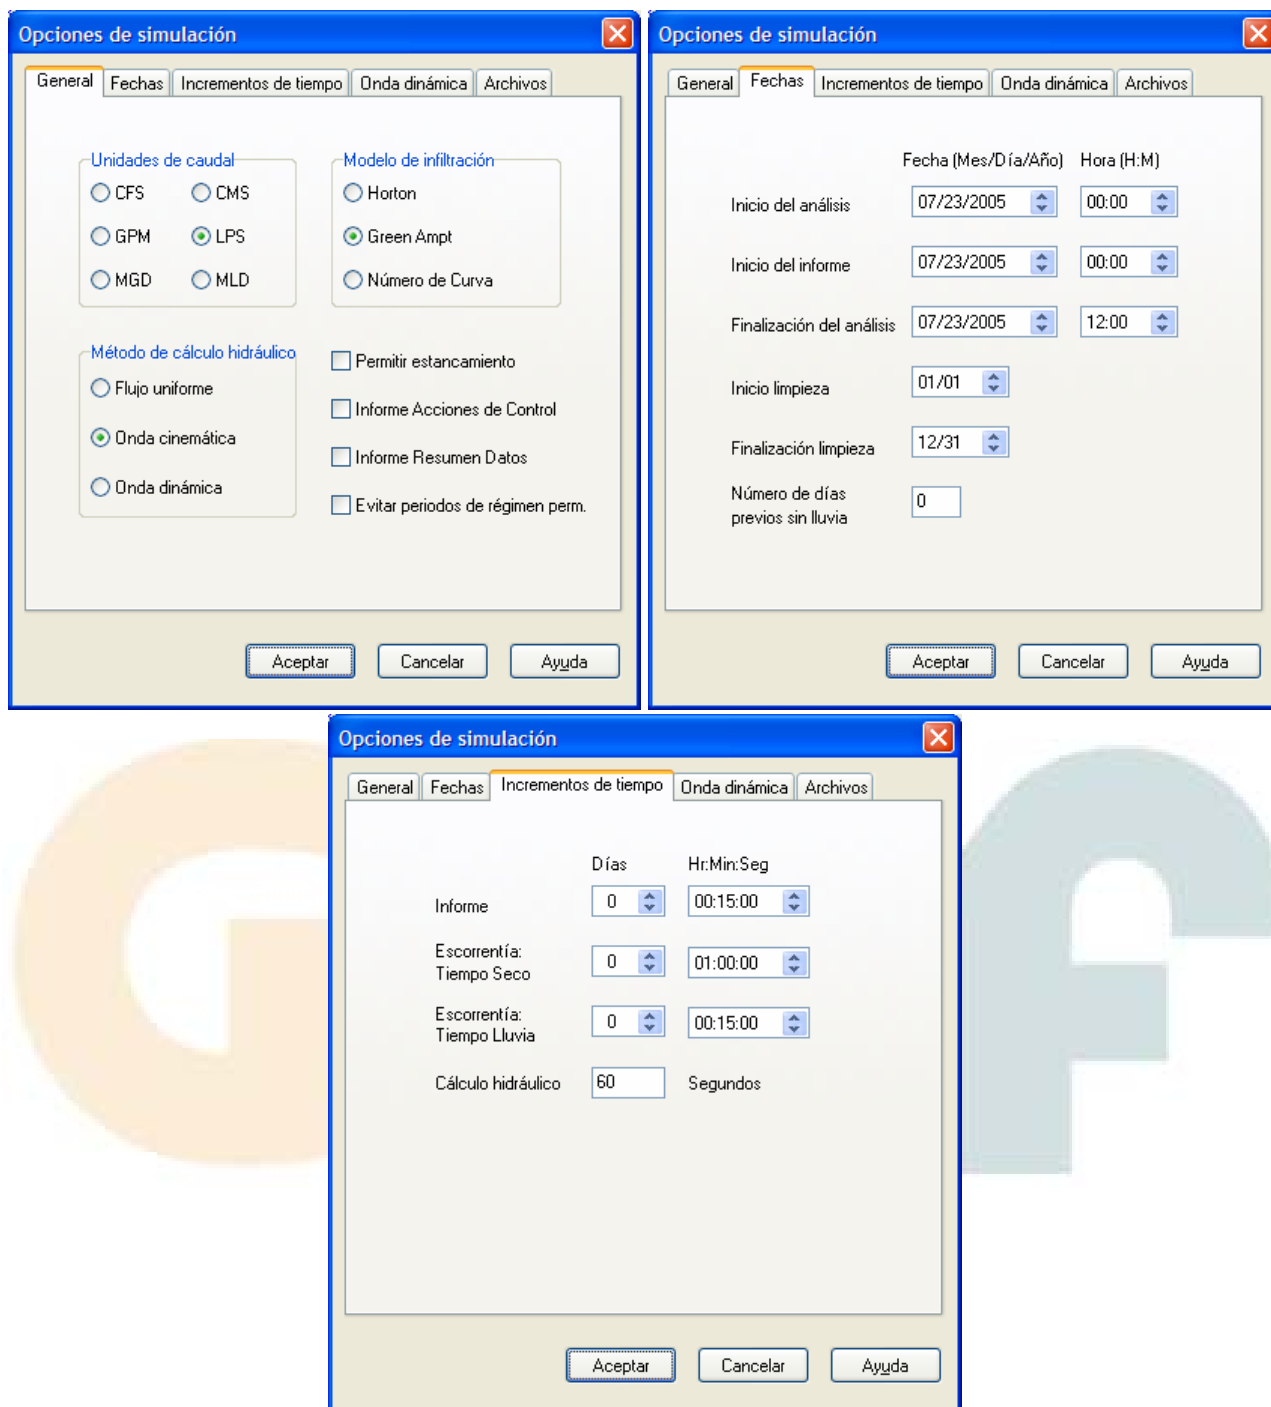 Opciones de simulación
General Fechas Incrementos de tiempo Onda dinámica Archivos
Unidades de caudal
CFS CMS
GPM LPS
MGD MLD
Modelo de infiltración
Horton
Green Ampt
Número de Curva
Método de cálculo hidráulico
Flujo uniforme
Onda cinemática
Onda dinámica
Permitir estancamiento
Informe Acciones de Control
Informe Resumen Datos
Evitar periodos de régimen perm.
Aceptar Cancelar Ayuda
Opciones de simulación
General Fechas Incrementos de tiempo Onda dinámica Archivos
Fecha (Mes/Día/Año) Hora (H:M)
Inicio del análisis 07/23/2005 00:00
Inicio del informe 07/23/2005 00:00
Finalización del análisis 07/23/2005 12:00
Inicio limpieza 01/01
Finalización limpieza 12/31
Número de días
previos sin lluvia 0
Aceptar Cancelar Ayuda
Opciones de simulación
General Fechas Incrementos de tiempo Onda dinámica Archivos
Días Hr:Min:Seg
Informe 0 00:15:00
Escorrentía:
Tiempo Seco 0 01:00:00
Escorrentía:
Tiempo Lluvia 0 00:15:00
Cálculo hidráulico 60 Segundos
Aceptar Cancelar Ayuda